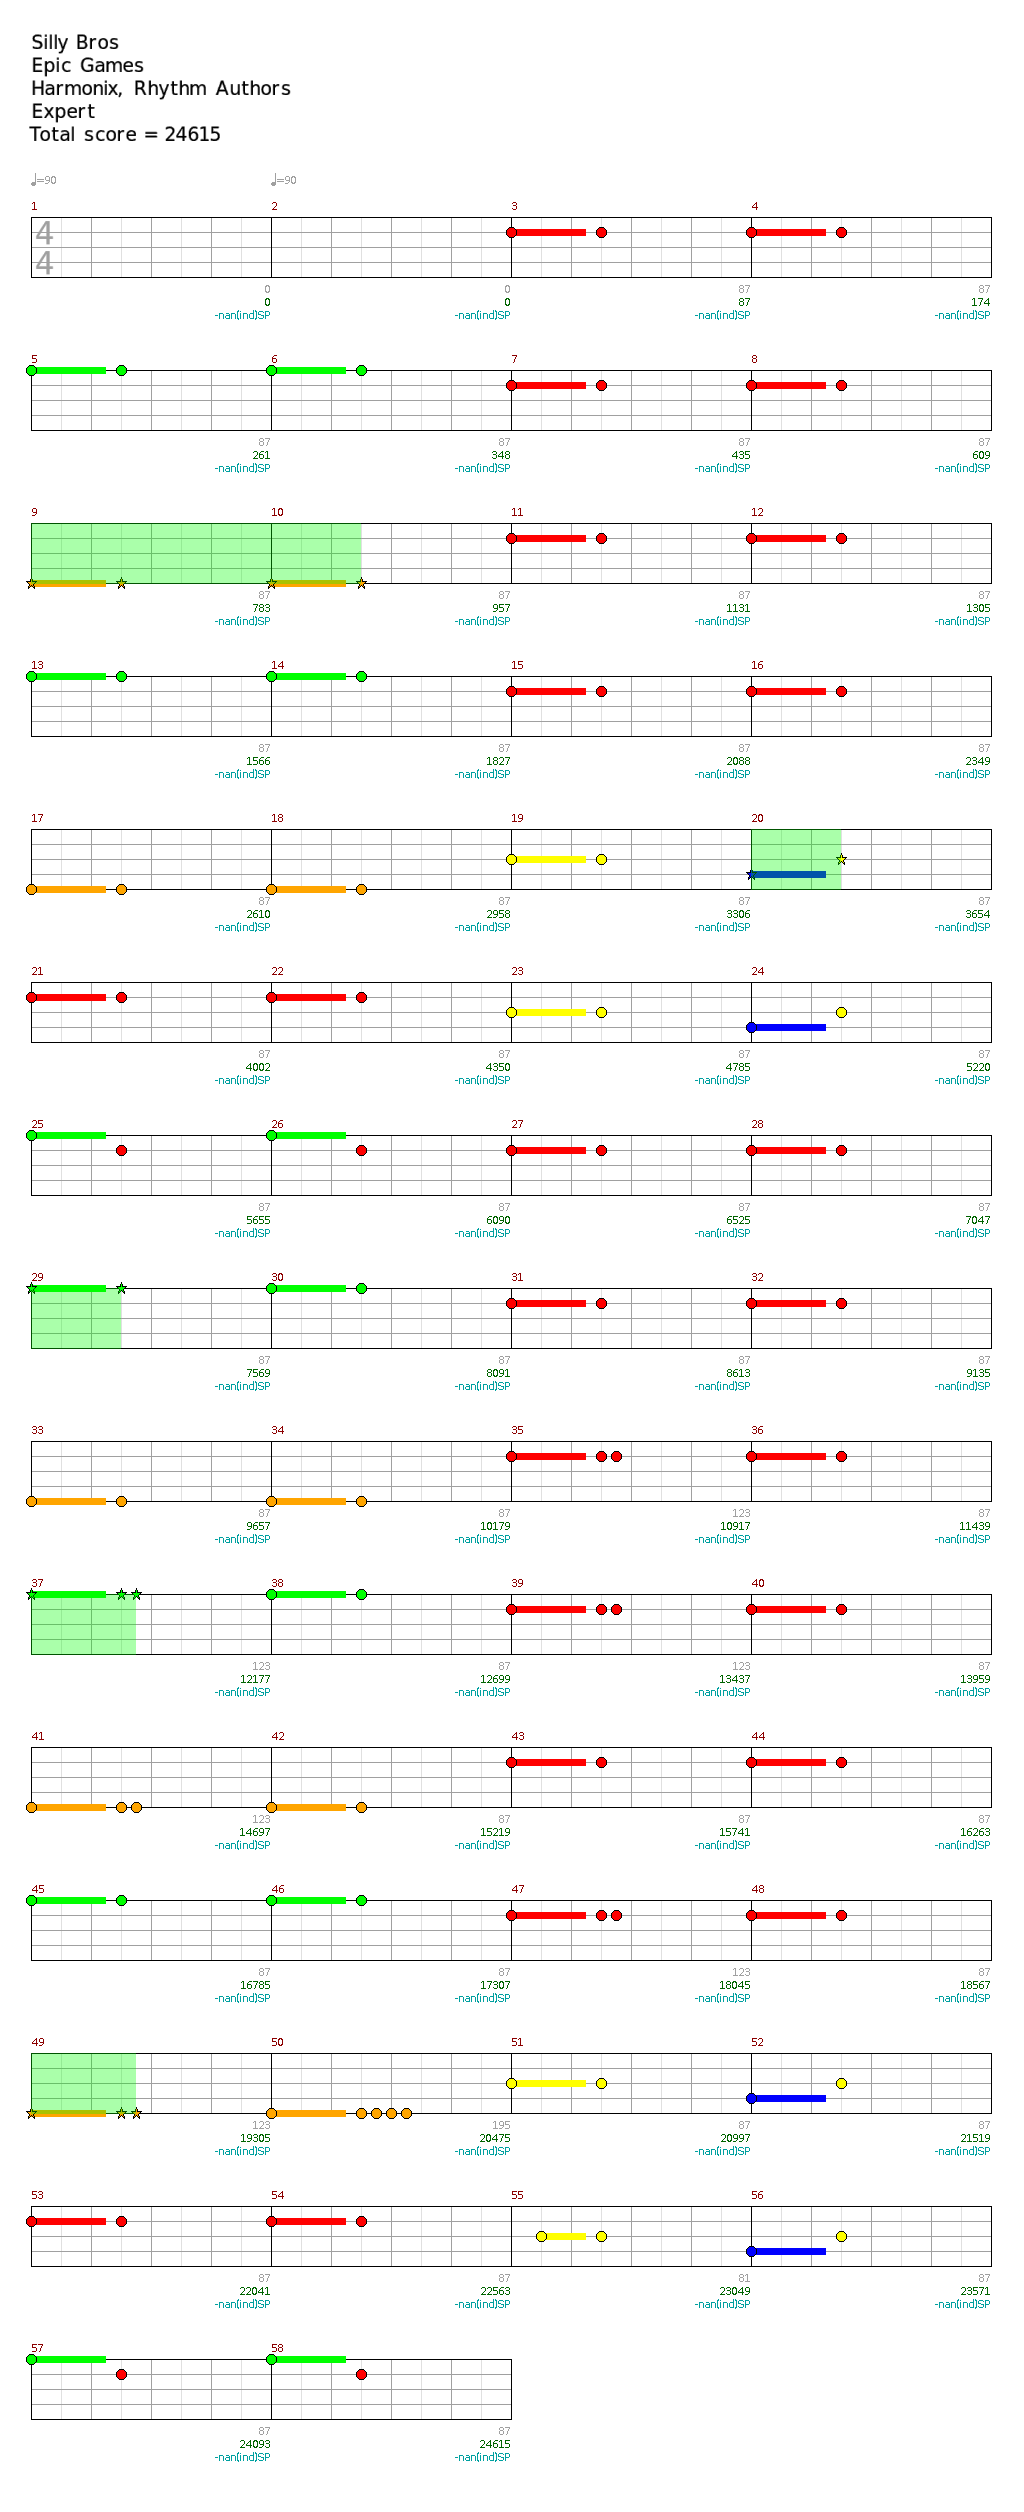 Silly Bros
Epic Games
Harmonix, Rhythm Authors
Expert
Total score = 24615
♩=90 ♩=90
1 2 3 4
4
4
0 0 87 87
0 0 87 174
-nan(ind)SP -nan(ind)SP -nan(ind)SP -nan(ind)SP
5 6 7 8
87 87 87 87
261 348 435 609
-nan(ind)SP -nan(ind)SP -nan(ind)SP -nan(ind)SP
9 10 11 12
87 87 87 87
783 957 1131 1305
-nan(ind)SP -nan(ind)SP -nan(ind)SP -nan(ind)SP
13 14 15 16
87 87 87 87
1566 1827 2088 2349
-nan(ind)SP -nan(ind)SP -nan(ind)SP -nan(ind)SP
17 18 19 20
87 87 87 87
2610 2958 3306 3654
-nan(ind)SP -nan(ind)SP -nan(ind)SP -nan(ind)SP
21 22 23 24
87 87 87 87
4002 4350 4785 5220
-nan(ind)SP -nan(ind)SP -nan(ind)SP -nan(ind)SP
25 26 27 28
87 87 87 87
5655 6090 6525 7047
-nan(ind)SP -nan(ind)SP -nan(ind)SP -nan(ind)SP
29 30 31 32
87 87 87 87
7569 8091 8613 9135
-nan(ind)SP -nan(ind)SP -nan(ind)SP -nan(ind)SP
33 34 35 36
87 87 123 87
9657 10179 10917 11439
-nan(ind)SP -nan(ind)SP -nan(ind)SP -nan(ind)SP
37 38 39 40
123 87 123 87
12177 12699 13437 13959
-nan(ind)SP -nan(ind)SP -nan(ind)SP -nan(ind)SP
41 42 43 44
123 87 87 87
14697 15219 15741 16263
-nan(ind)SP -nan(ind)SP -nan(ind)SP -nan(ind)SP
45 46 47 48
87 87 123 87
16785 17307 18045 18567
-nan(ind)SP -nan(ind)SP -nan(ind)SP -nan(ind)SP
49 50 51 52
123 195 87 87
19305 20475 20997 21519
-nan(ind)SP -nan(ind)SP -nan(ind)SP -nan(ind)SP
53 54 55 56
87 87 81 87
22041 22563 23049 23571
-nan(ind)SP -nan(ind)SP -nan(ind)SP -nan(ind)SP
57 58
87 87
24093 24615
-nan(ind)SP -nan(ind)SP